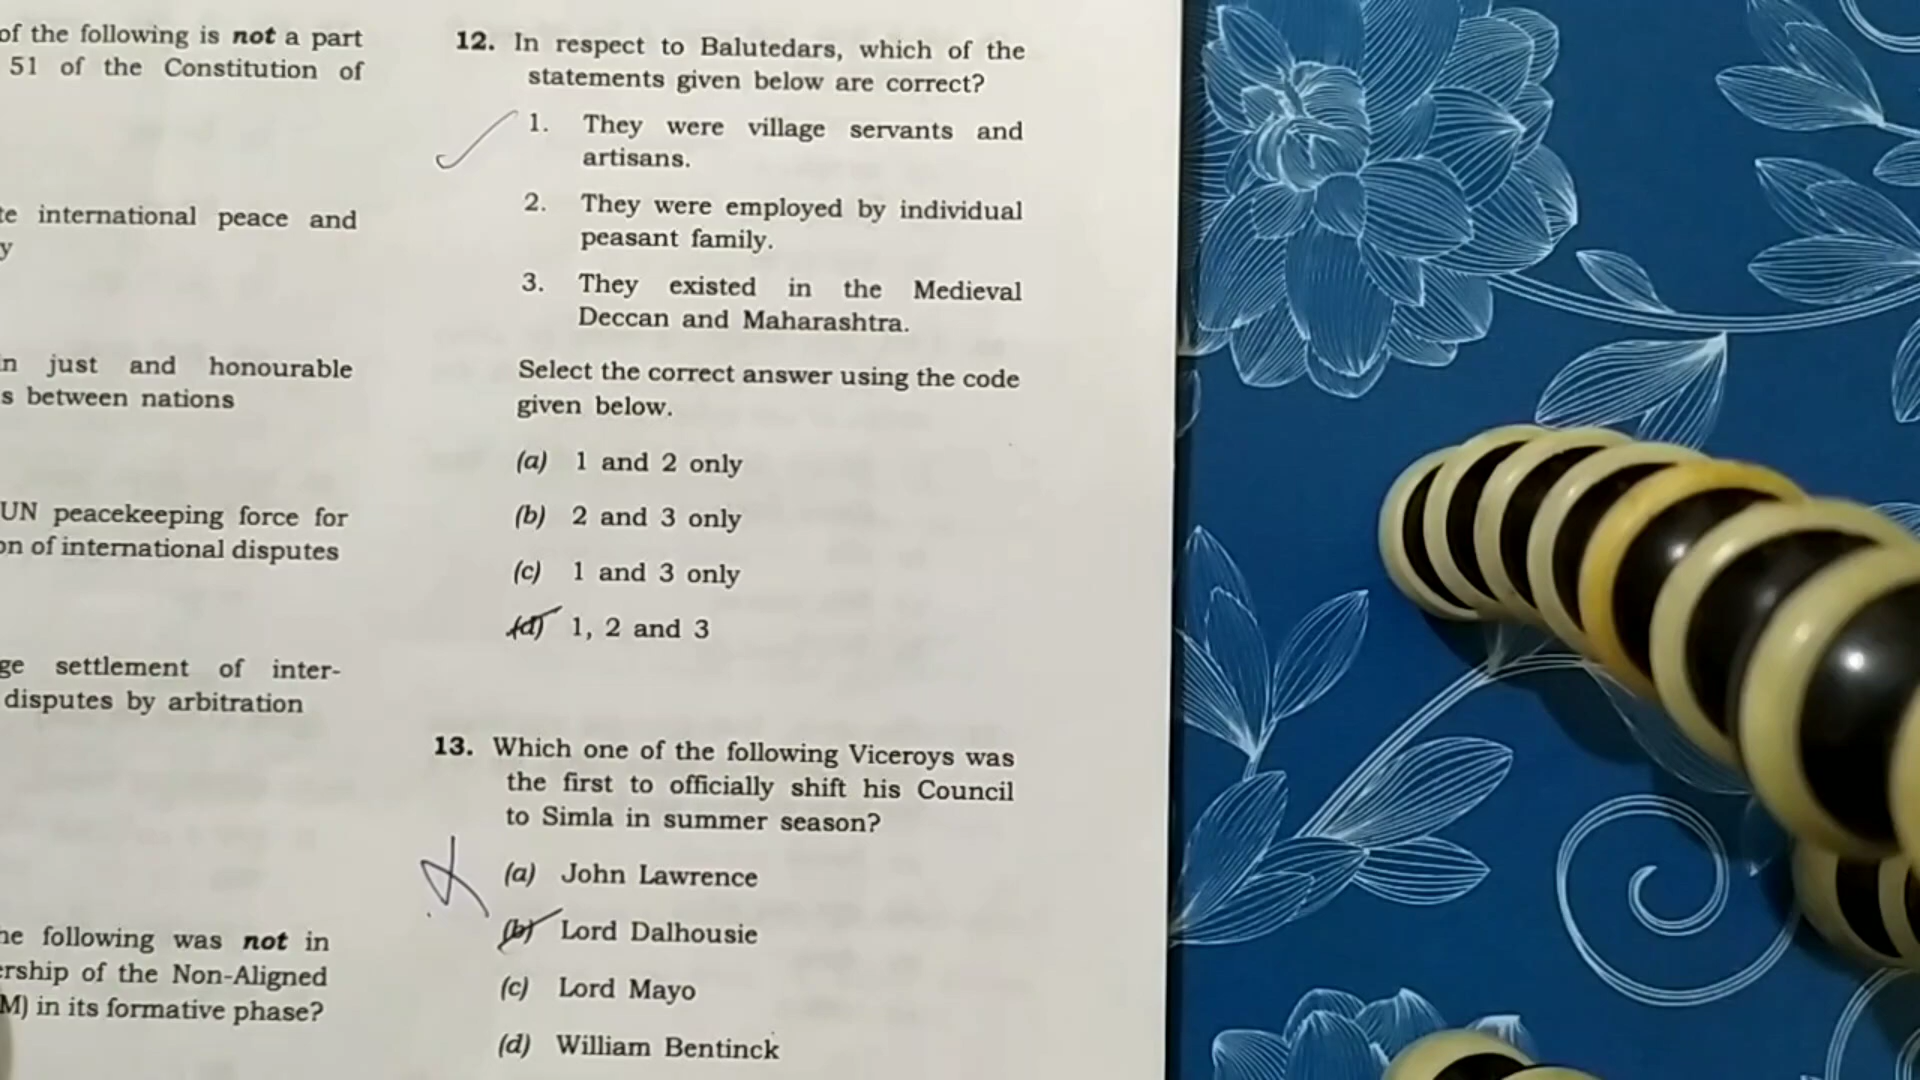 of the following is not a part
51 of the Constitution of
international peace and
y
just and honourable
s between nations
UN peacekeeping force for
of international disputes
settlement of inter-
disputes by arbitration
following was not in
of the Non-Aligned
M) in its formative phase?
12. In respect to Balutedars, which of the
statements given below are correct?
1. They were village servants and
artisans.
2. They were employed by individual
peasant family.
3. They existed in the Medieval
Deccan and Maharashtra.
Select the correct answer using the code
given below.
(a) 1 and 2 only
(b) 2 and 3 only
(c) 1 and 3 only
(d) 1, 2 and 3
13. Which one of the following Viceroys was
the first to officially shift his Council
to Simla in summer season?
(a) John Lawrence
(b) Lord Dalhousie
(c) Lord Mayo
(d) William Bentinck